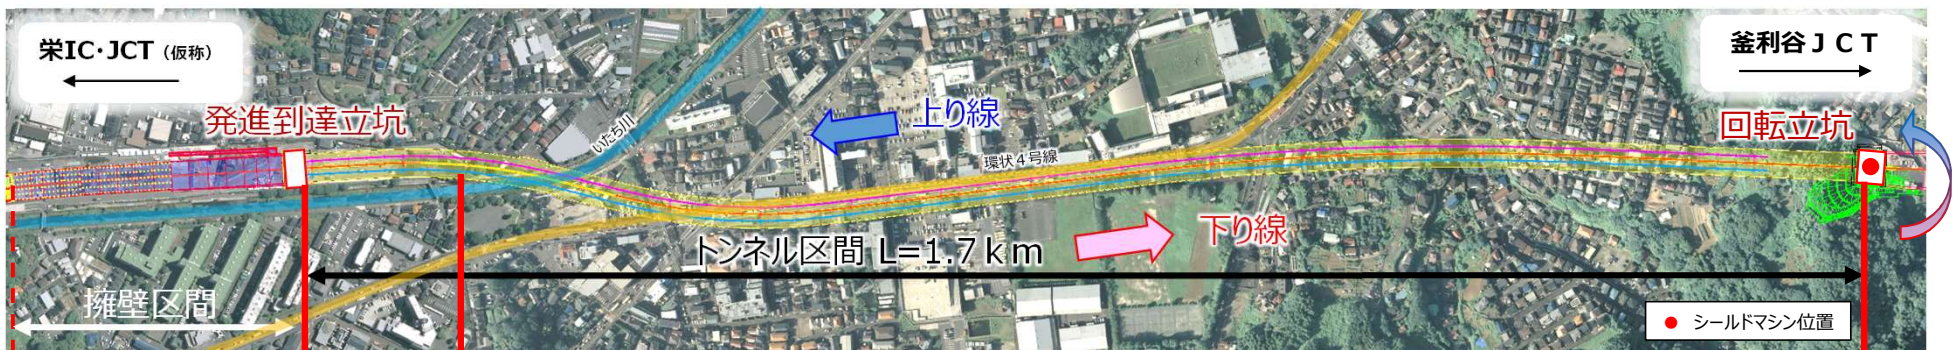 栄IC・JCT（仮称）
釜利谷ＪＣＴ
発進到達立坑
いたち川
上り線
環状４号線
回転立坑
下り線
トンネル区間 L=1.7ｋｍ
擁壁区間
シールドマシン位置